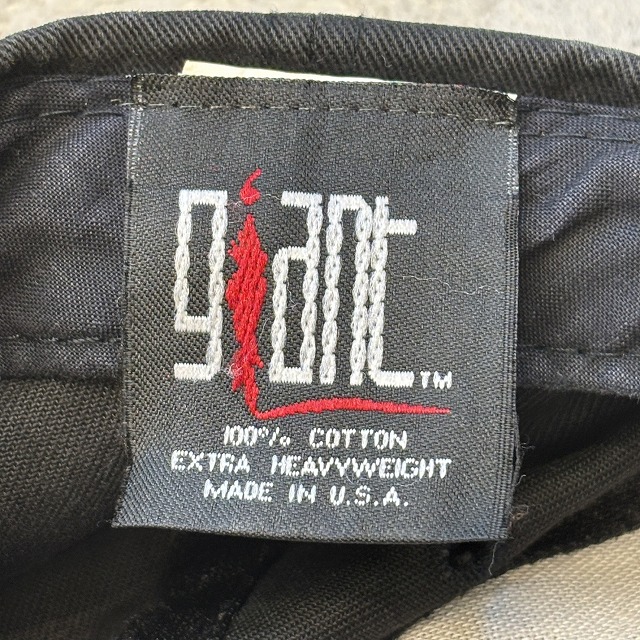 giant™
100% COTTON
EXTRA HEAVYWEIGHT
MADE IN U.S.A.